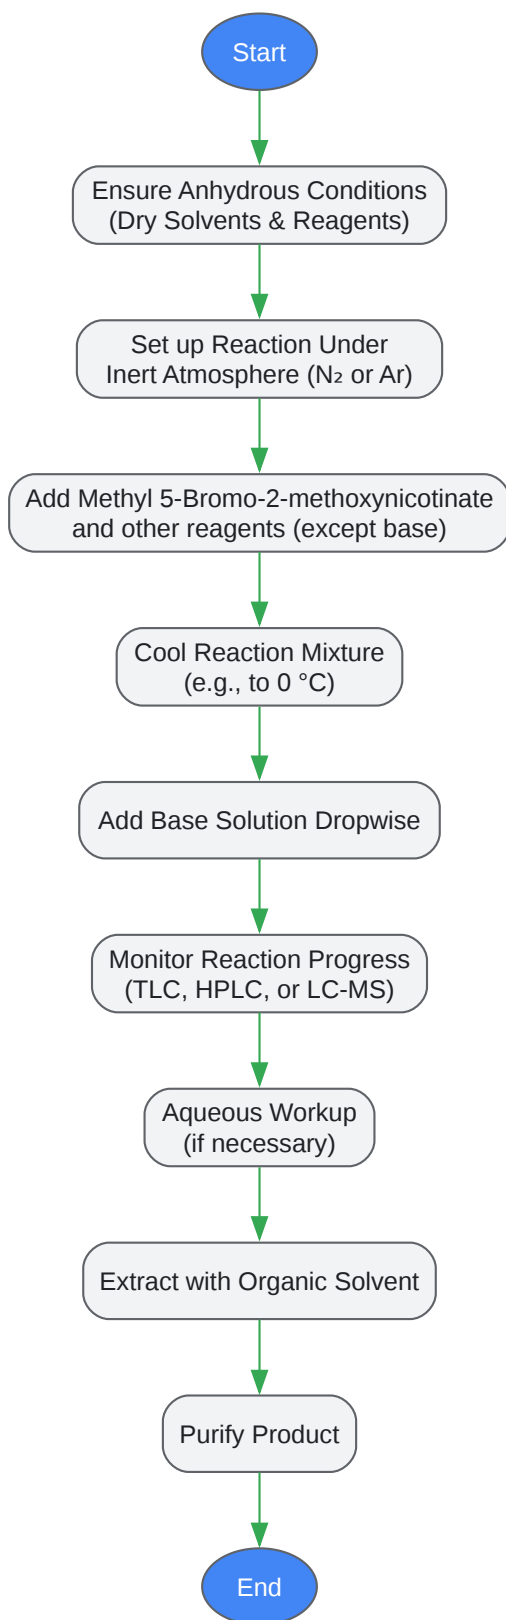 Start
Ensure Anhydrous Conditions
(Dry Solvents & Reagents)
Set up Reaction Under
Inert Atmosphere (N₂ or Ar)
Add Methyl 5-Bromo-2-methoxynicotinate
and other reagents (except base)
Cool Reaction Mixture
(e.g., to 0 °C)
Add Base Solution Dropwise
Monitor Reaction Progress
(TLC, HPLC, or LC-MS)
Aqueous Workup
(if necessary)
Extract with Organic Solvent
Purify Product
End